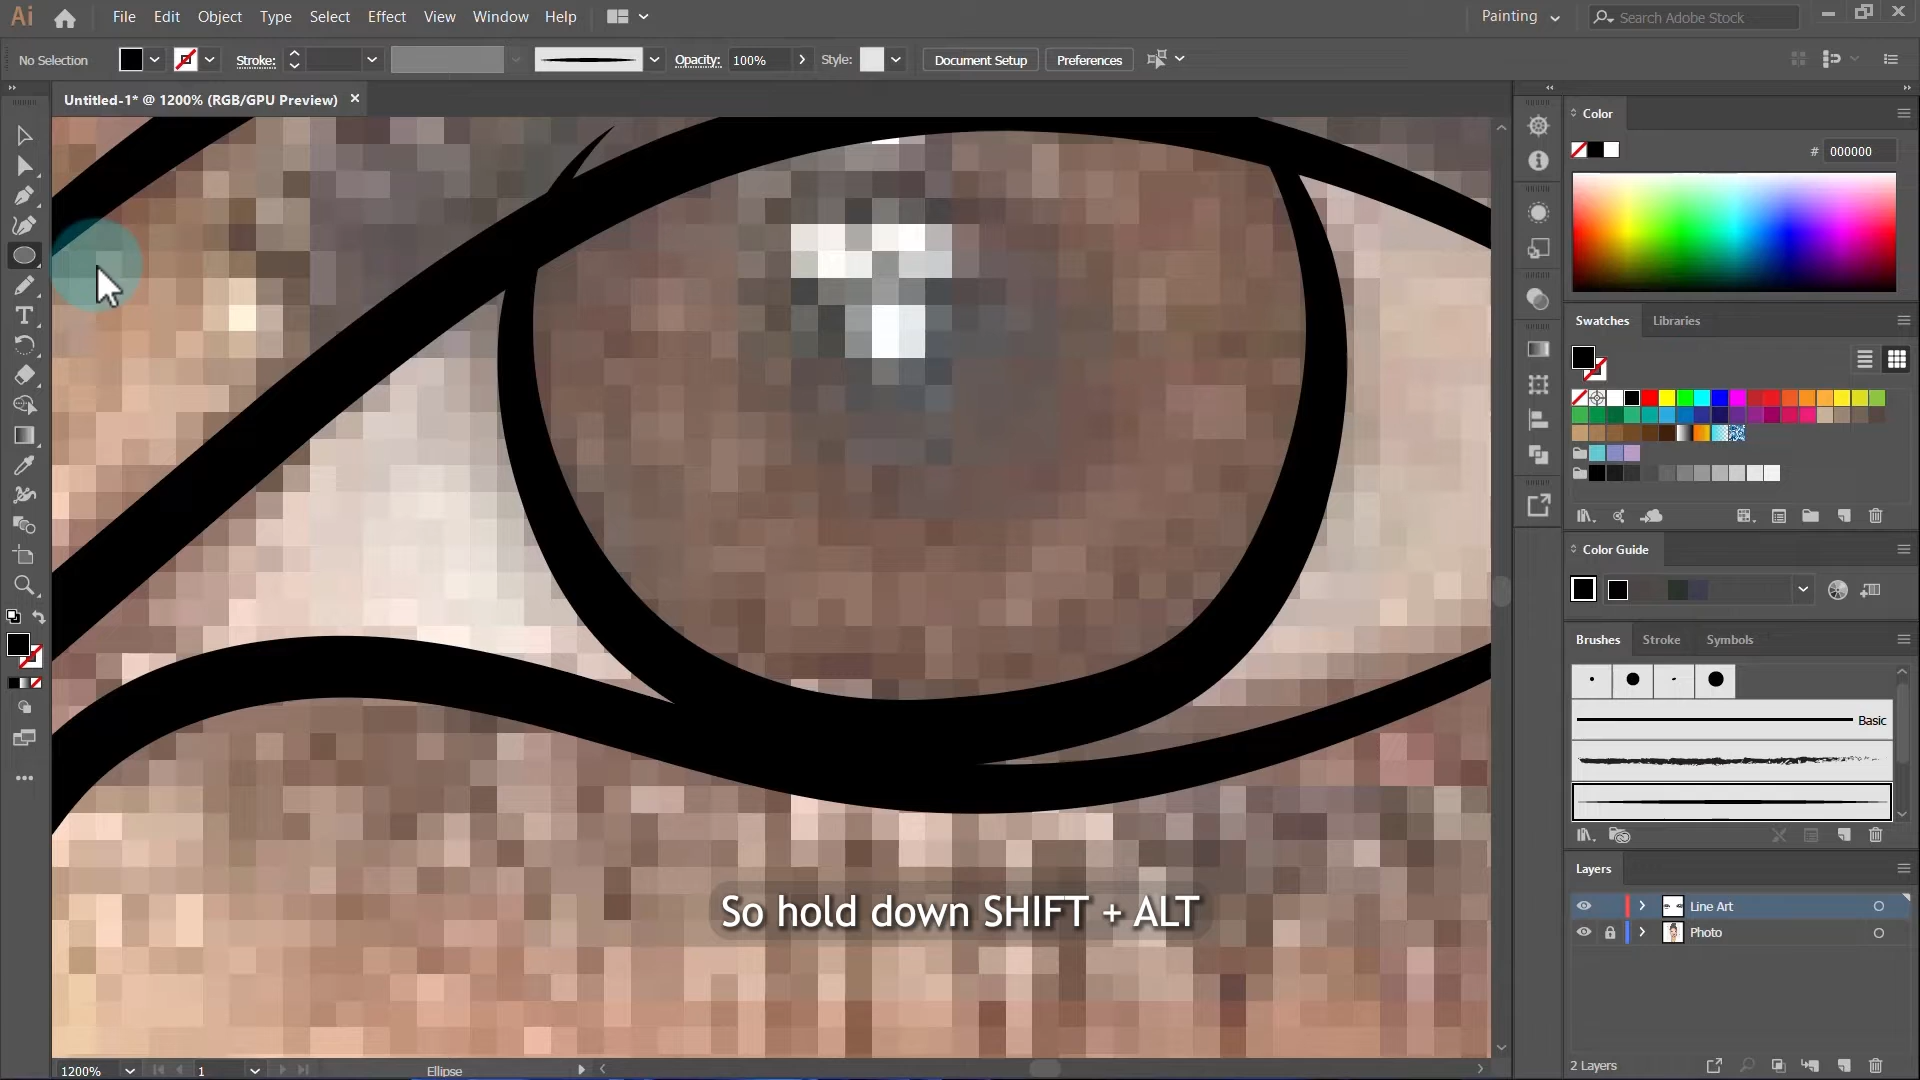 Ai File Edit Object Type Select Effect View Window Help Painting Search Adobe Stock
No Selection Stroke: Opacity: 100% Style: Document Setup Preferences
Untitled-1* @ 1200% (RGB/GPU Preview)
Color
# 000000
Swatches Libraries
Color Guide
Brushes Stroke Symbols
Basic
Layers
Line Art
Photo
So hold down SHIFT + ALT
2 Layers
1200% 1 Ellipse